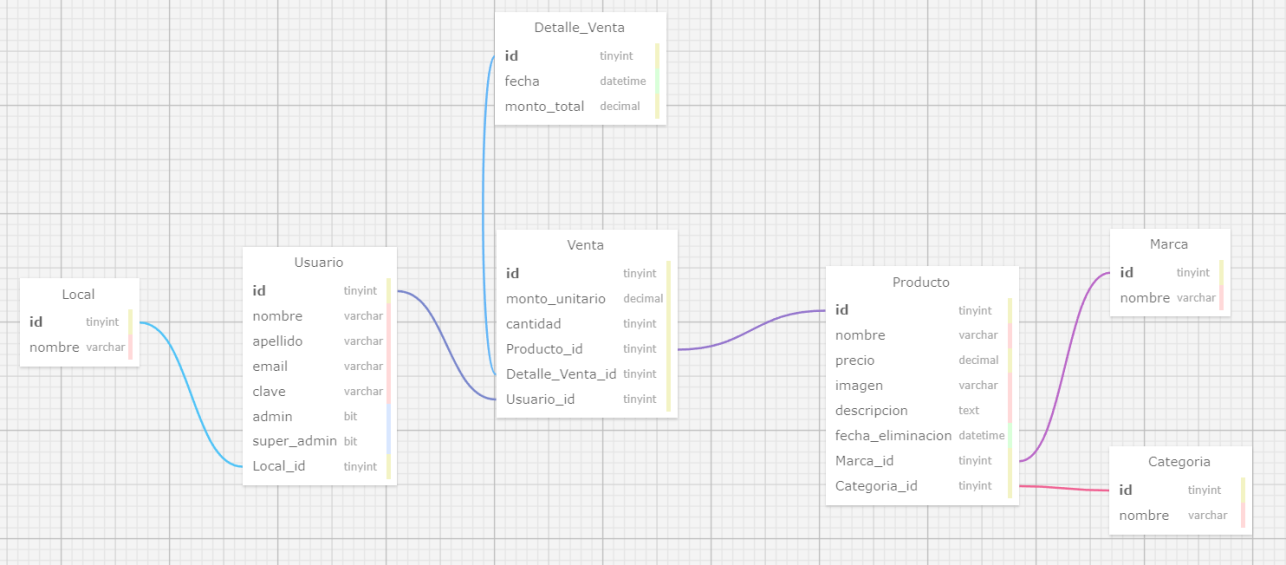 Detalle_Venta
id tinyint
fecha datetime
monto_total decimal
Local
id tinyint
nombre varchar
Usuario
id tinyint
nombre varchar
apellido varchar
email varchar
clave varchar
admin bit
super_admin bit
Local_id tinyint
Venta
id tinyint
monto_unitario decimal
cantidad tinyint
Producto_id tinyint
Detalle_Venta_id tinyint
Usuario_id tinyint
Producto
id tinyint
nombre varchar
precio decimal
imagen varchar
descripcion text
fecha_eliminacion datetime
Marca_id tinyint
Categoria_id tinyint
Marca
id tinyint
nombre varchar
Categoria
id tinyint
nombre varchar